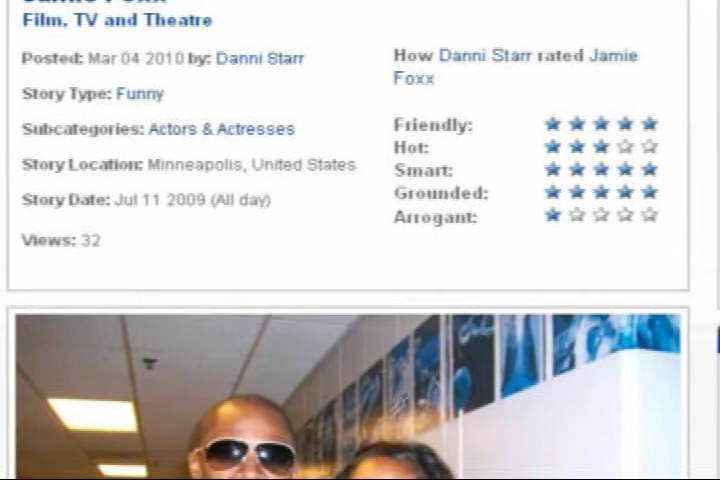 Jamie Foxx
Film, TV and Theatre
Posted: Mar 04 2010 by: Danni Starr
Story Type: Funny
Subcategories: Actors & Actresses
Story Location: Minneapolis, United States
Story Date: Jul 11 2009 (All day)
Views: 32
How Danni Starr rated Jamie
Foxx
Friendly:
Hot:
Smart:
Grounded:
Arrogant: